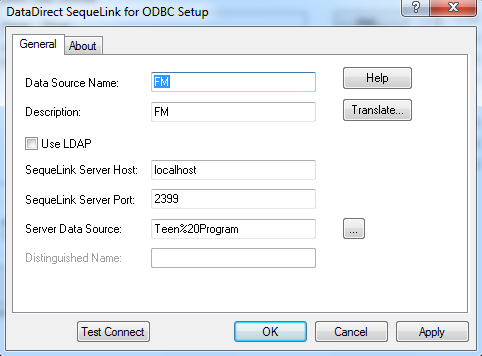 DataDirect SequeLink for ODBC Setup
General About
Data Source Name: FM Help
Description: FM Translate...
Use LDAP
SequeLink Server Host: localhost
SequeLink Server Port: 2399
Server Data Source: Teen%20Program ...
Distinguished Name:
Test Connect OK Cancel Apply